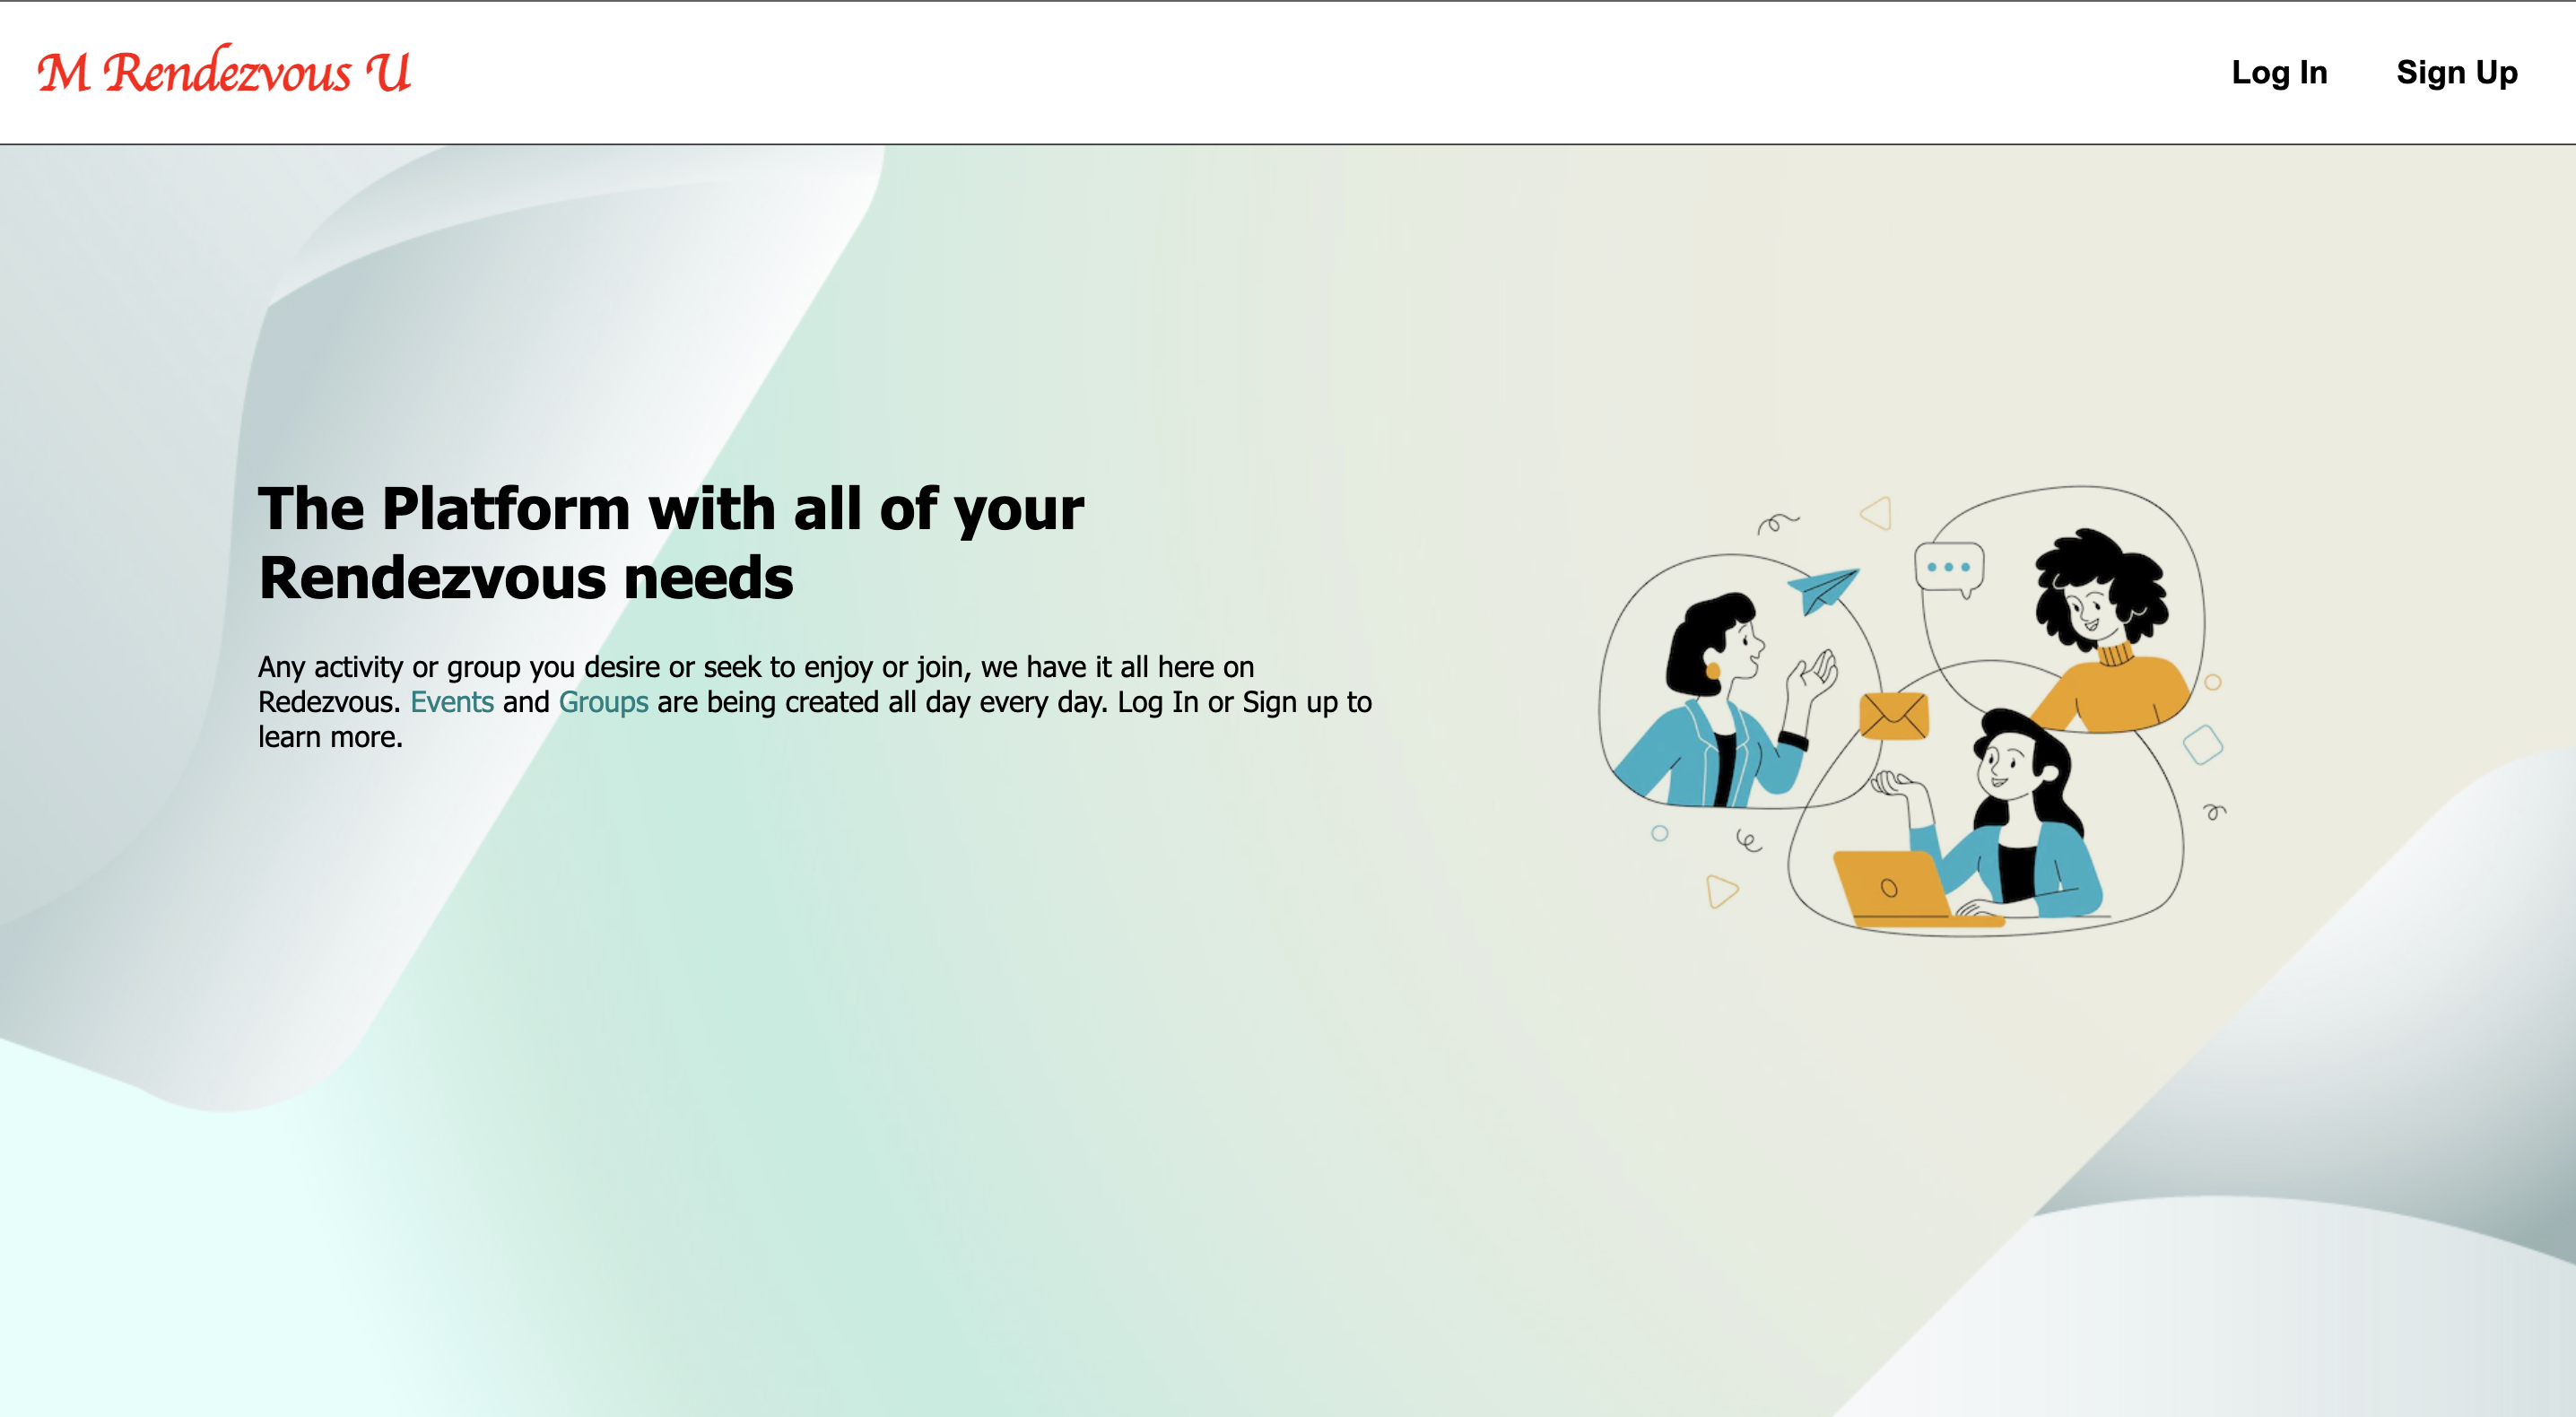 M Rendezvous U
Log In
Sign Up
The Platform with all of your
Rendezvous needs
Any activity or group you desire or seek to enjoy or join, we have it all here on
Redezvous. Events and Groups are being created all day every day. Log In or Sign up to
learn more.